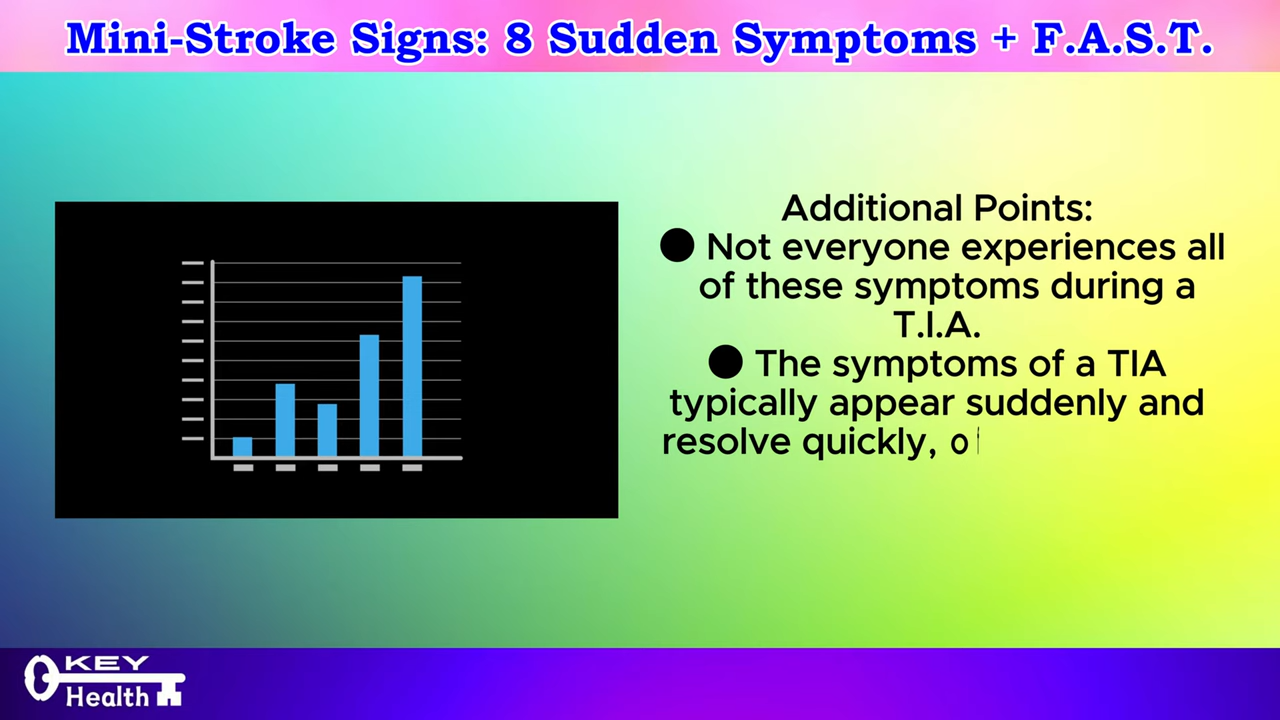 Mini-Stroke Signs: 8 Sudden Symptoms + F.A.S.T.
Additional Points:
● Not everyone experiences all
of these symptoms during a
T.I.A.
● The symptoms of a TIA
typically appear suddenly and
resolve quickly,
KEY
Health